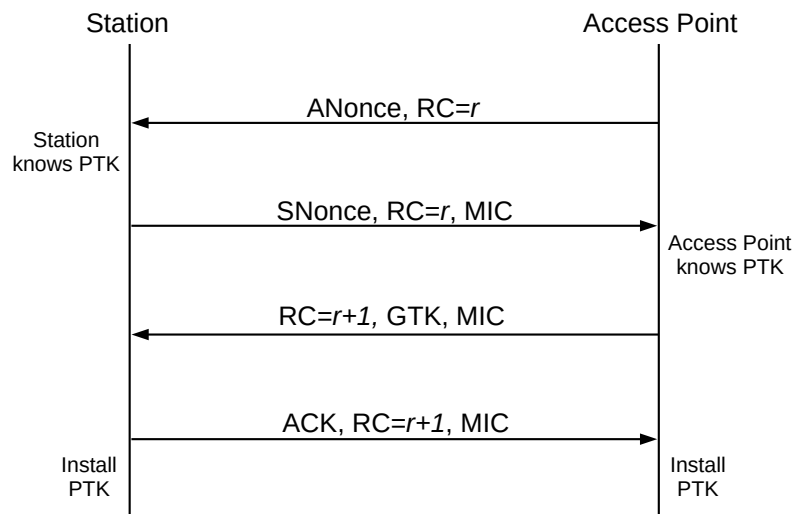 Station
Access Point
ANonce, RC=r
Station
knows PTK
SNonce, RC=r, MIC
Access Point
knows PTK
RC=r+1, GTK, MIC
ACK, RC=r+1, MIC
Install
PTK
Install
PTK